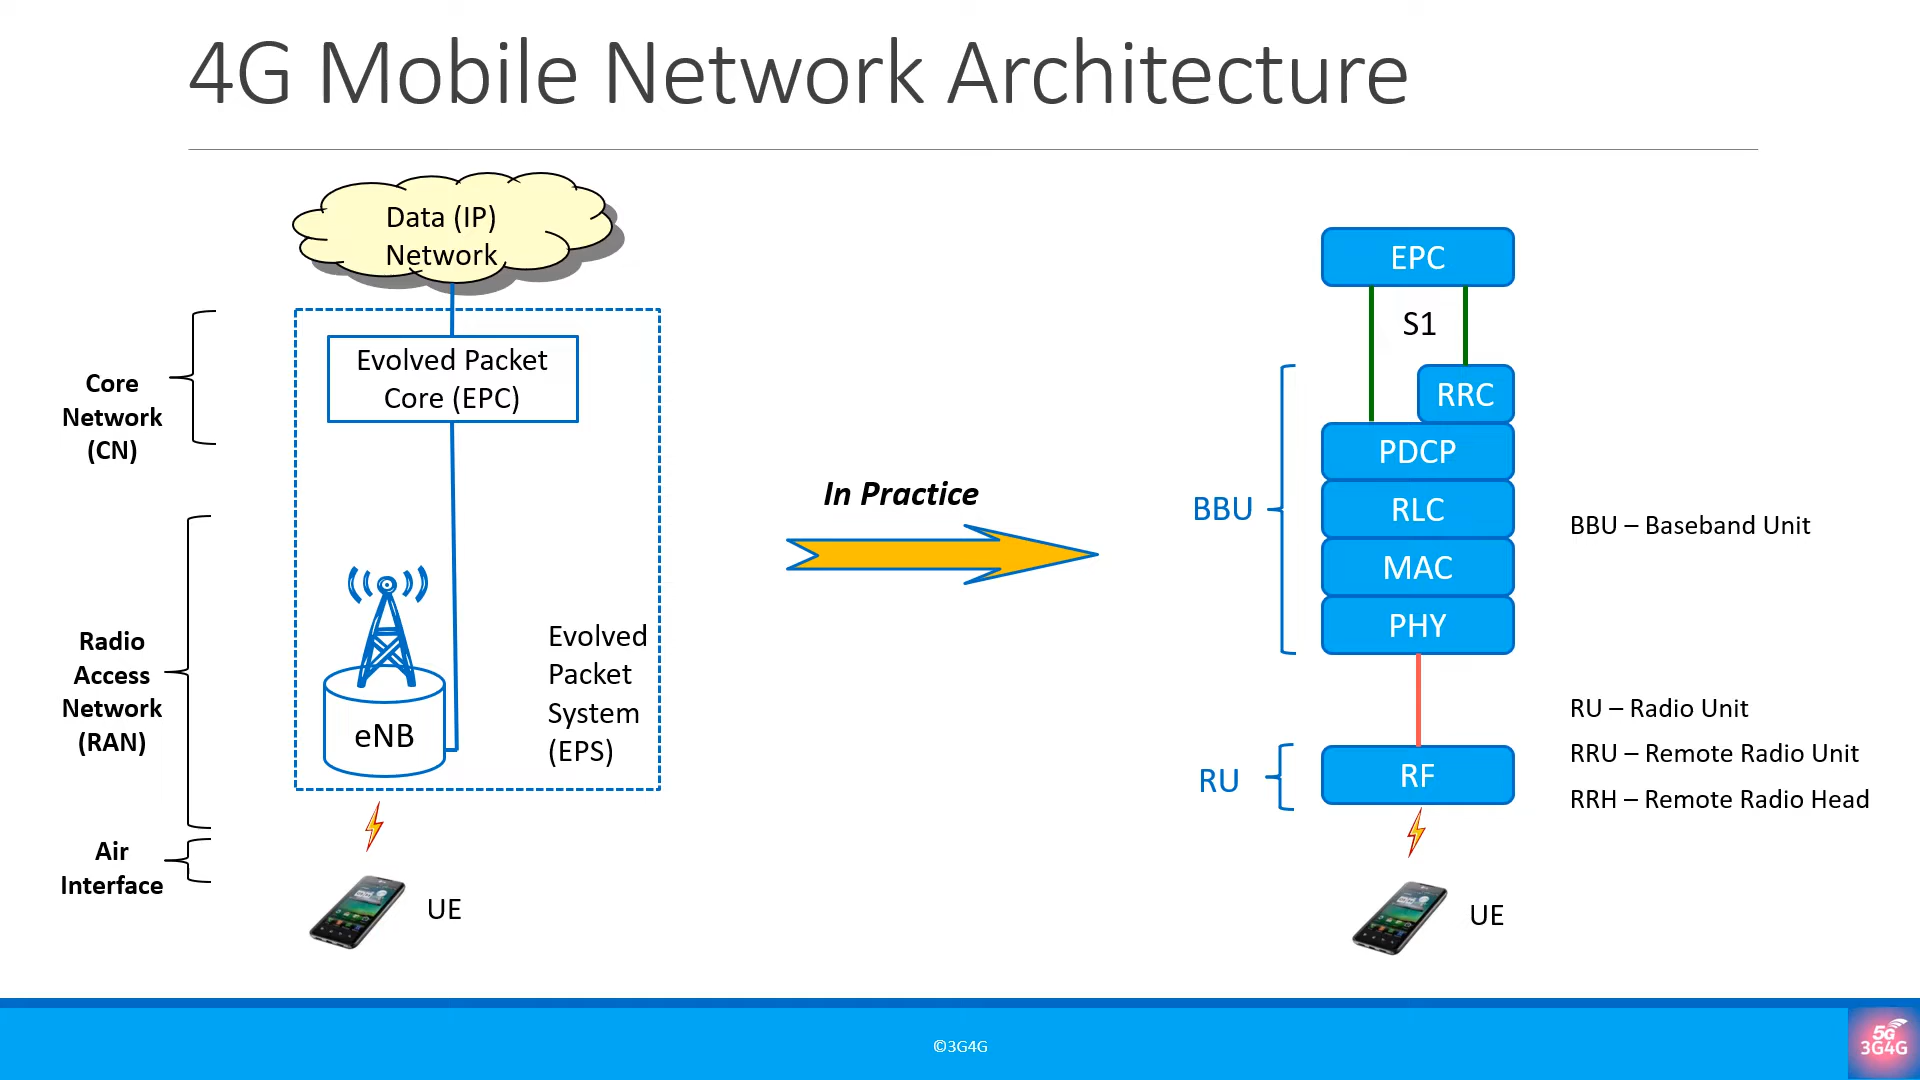 4G Mobile Network Architecture
Data (IP)
Network
Evolved Packet
Core (EPC)
Core
Network
(CN)
Radio
Access
Network
(RAN)
eNB
Evolved
Packet
System
(EPS)
Air
Interface
UE
In Practice
EPC
S1
RRC
PDCP
RLC
MAC
PHY
BBU
BBU – Baseband Unit
RU
RF
RU – Radio Unit
RRU – Remote Radio Unit
RRH – Remote Radio Head
UE
©3G4G
5G
3G4G